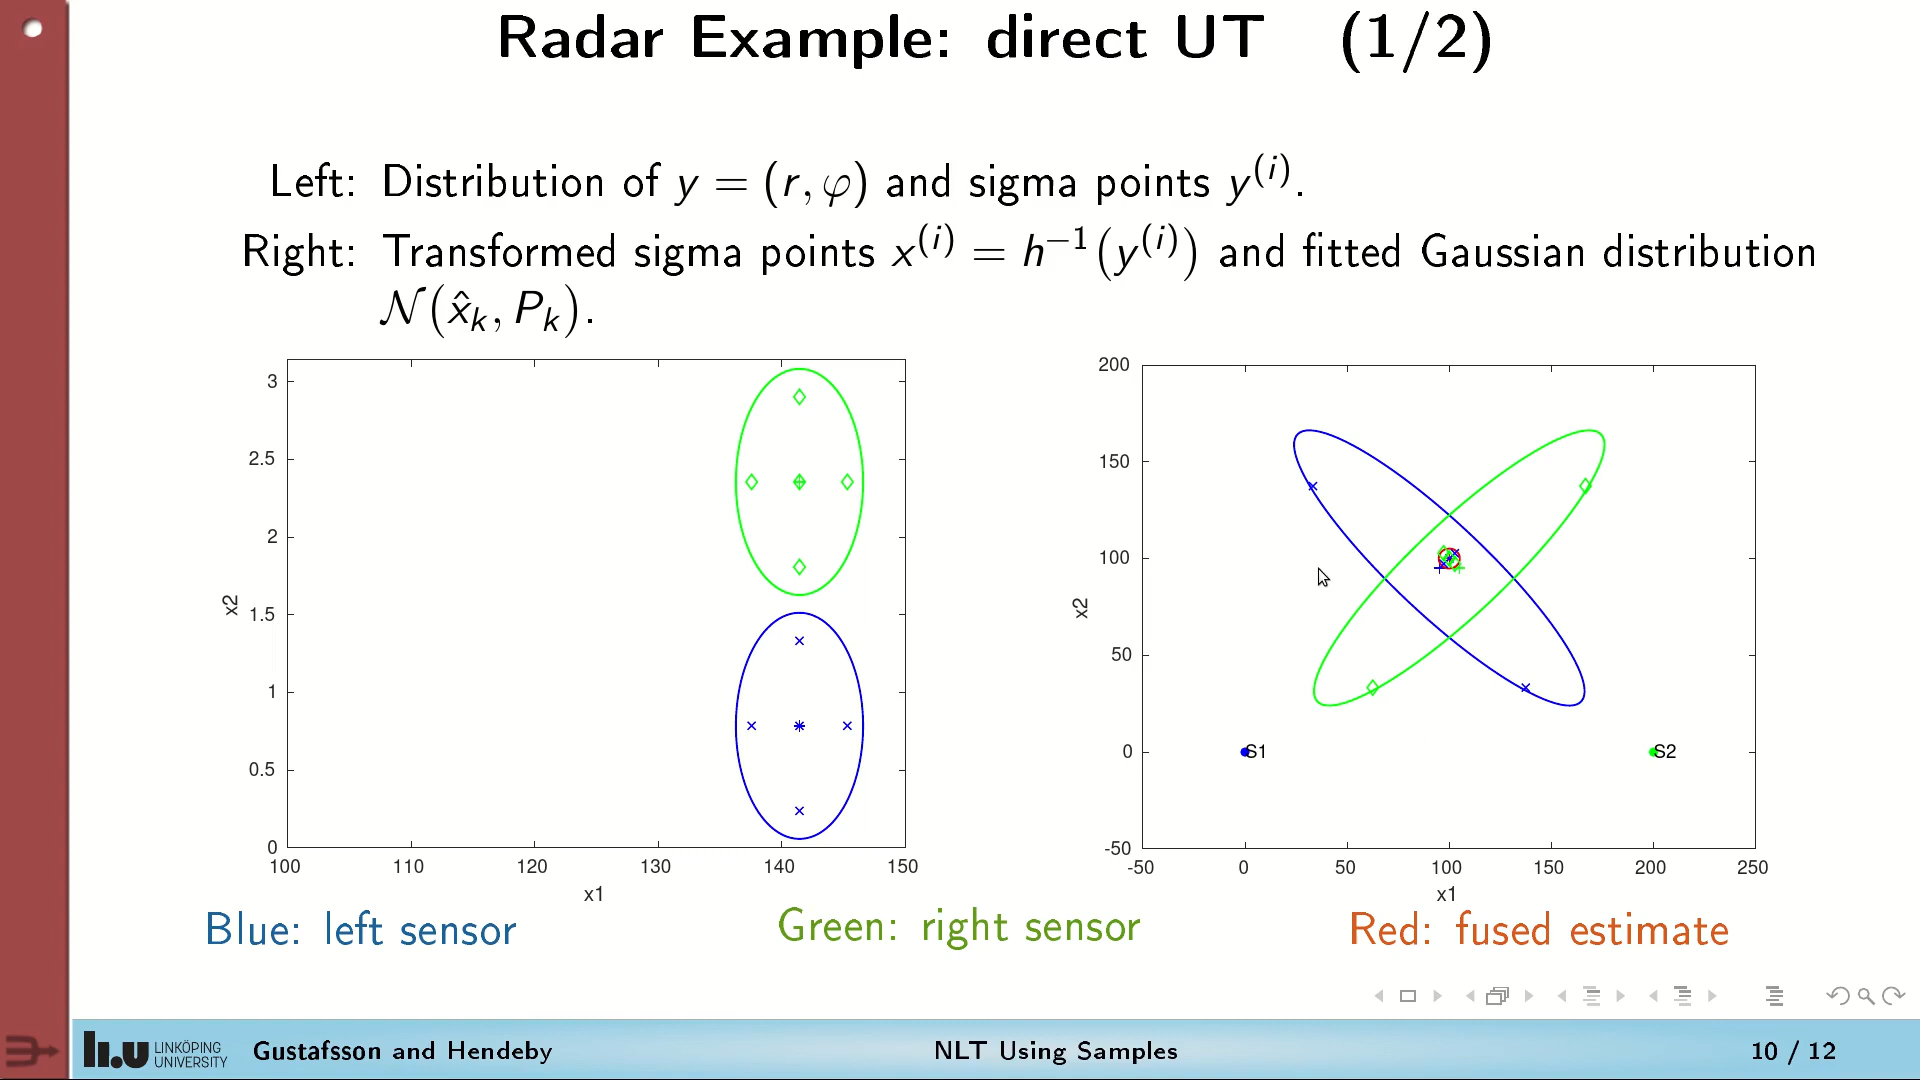 Radar Example: direct UT (1/2)
Left: Distribution of y = (r, φ) and sigma points y⁽ⁱ⁾.
Right: Transformed sigma points x⁽ⁱ⁾ = h⁻¹(y⁽ⁱ⁾) and fitted Gaussian distribution
𝒩(x̂ₖ, Pₖ).
3
2.5
2
1.5
1
0.5
0
x2
100 110 120 130 140 150
x1
200
150
100
50
0
-50
x2
S1
S2
-50 0 50 100 150 200 250
x1
Blue: left sensor
Green: right sensor
Red: fused estimate
LINKÖPING
UNIVERSITY
Gustafsson and Hendeby
NLT Using Samples
10 / 12